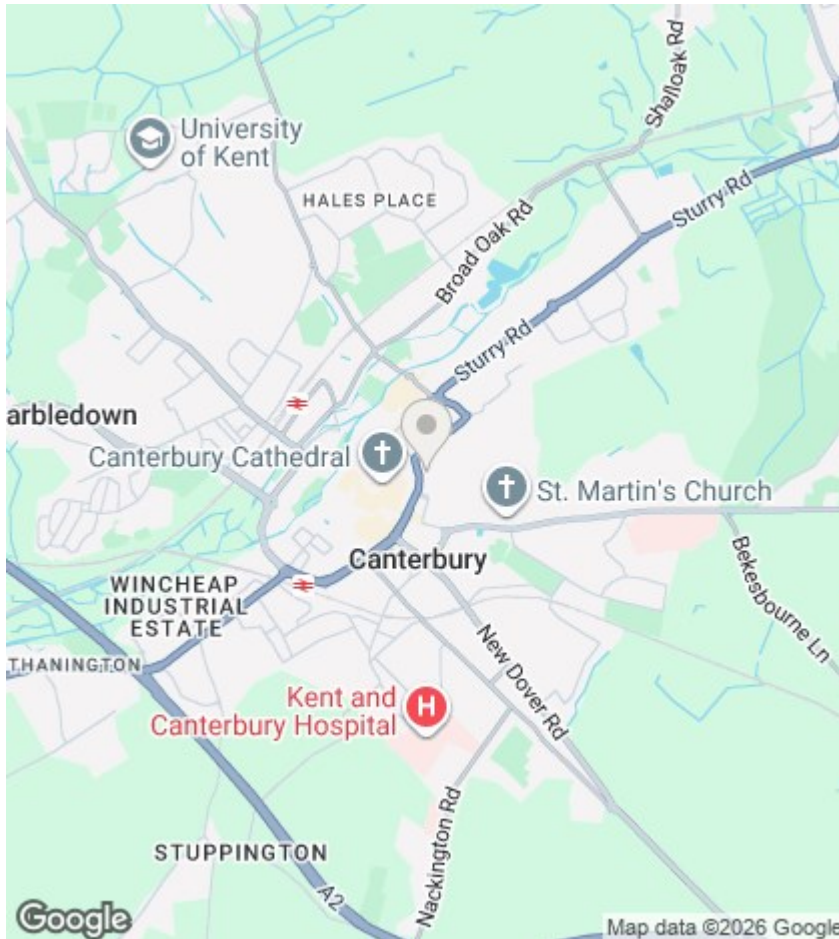 Shalloak Rd
University
of Kent
HALES PLACE
Broad Oak Rd
Sturry Rd
Sturry Rd
arbledown
Canterbury Cathedral
St. Martin's Church
Canterbury
WINCHEAP
INDUSTRIAL
ESTATE
Bekesbourne Ln
THANINGTON
New Dover Rd
Kent and
Canterbury Hospital
H
Nackington Rd
STUPPINGTON
A2
Google
Map data ©2026 Google